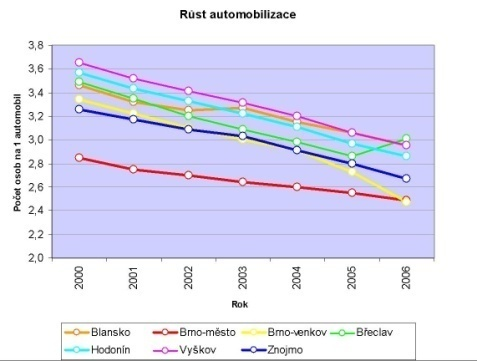 Růst automobilizace
Počet osob na 1 automobil
3,8
3,6
3,4
3,2
3,0
2,8
2,6
2,4
2,2
2,0
2000 2001 2002 2003 2004 2005 2006
Rok
Blansko Brno-město Brno-venkov Břeclav
Hodonín Vyškov Znojmo